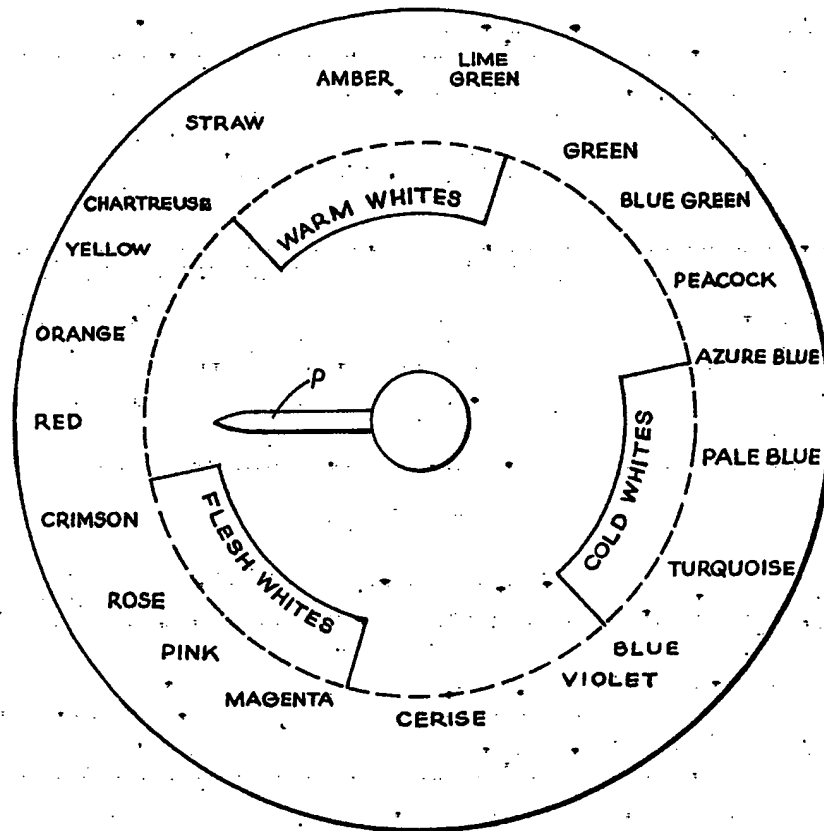 AMBER
LIME
GREEN
STRAW
GREEN
CHARTREUSE
BLUE GREEN
WARM WHITES
YELLOW
PEACOCK
ORANGE
AZURE BLUE
P
RED
PALE BLUE
COLD WHITES
CRIMSON
FLESH WHITES
TURQUOISE
ROSE
PINK
BLUE
VIOLET
MAGENTA
CERISE